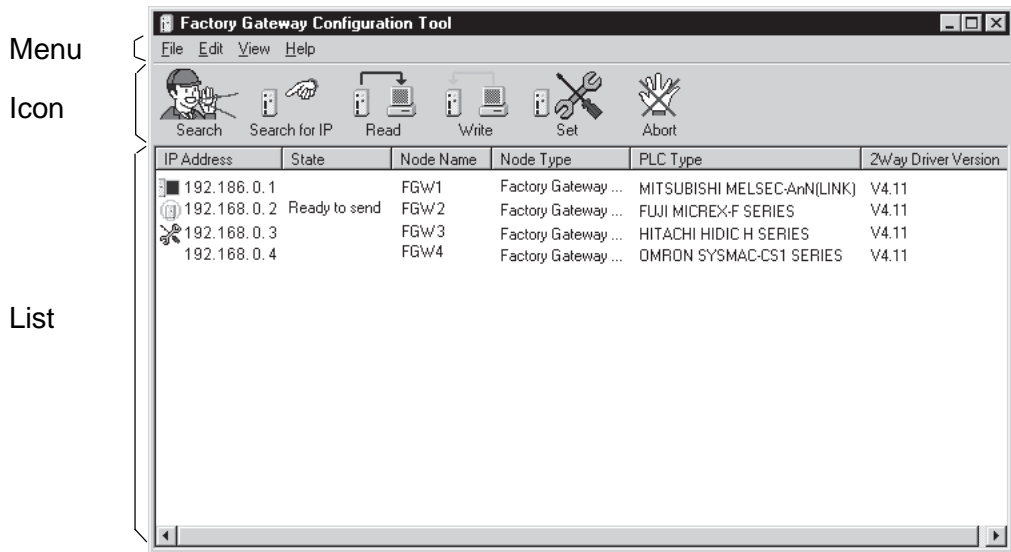 Factory Gateway Configuration Tool
Menu
File Edit View Help
Icon
Search Search for IP Read Write Set Abort
IP Address State Node Name Node Type PLC Type 2Way Driver Version
192.186.0.1 FGW1 Factory Gateway ... MITSUBISHI MELSEC-AnN(LINK) V4.11
192.168.0.2 Ready to send FGW2 Factory Gateway ... FUJI MICREX-F SERIES V4.11
192.168.0.3 FGW3 Factory Gateway ... HITACHI HIDIC H SERIES V4.11
192.168.0.4 FGW4 Factory Gateway ... OMRON SYSMAC-CS1 SERIES V4.11
List